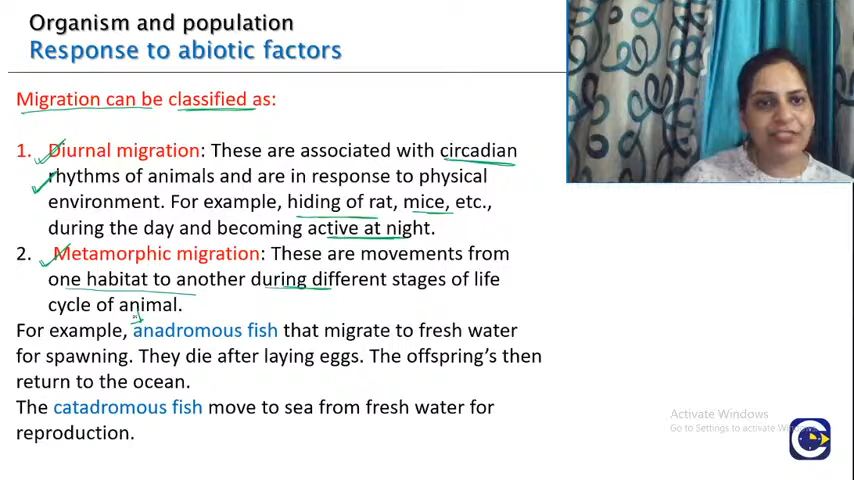 Organism and population
Response to abiotic factors
Migration can be classified as:
1. Diurnal migration: These are associated with circadian
rhythms of animals and are in response to physical
environment. For example, hiding of rat, mice, etc.,
during the day and becoming active at night.
2. Metamorphic migration: These are movements from
one habitat to another during different stages of life
cycle of animal.
For example, anadromous fish that migrate to fresh water
for spawning. They die after laying eggs. The offspring's then
return to the ocean.
The catadromous fish move to sea from fresh water for
reproduction.
Activate Windows
Go to Settings to activate Windows.